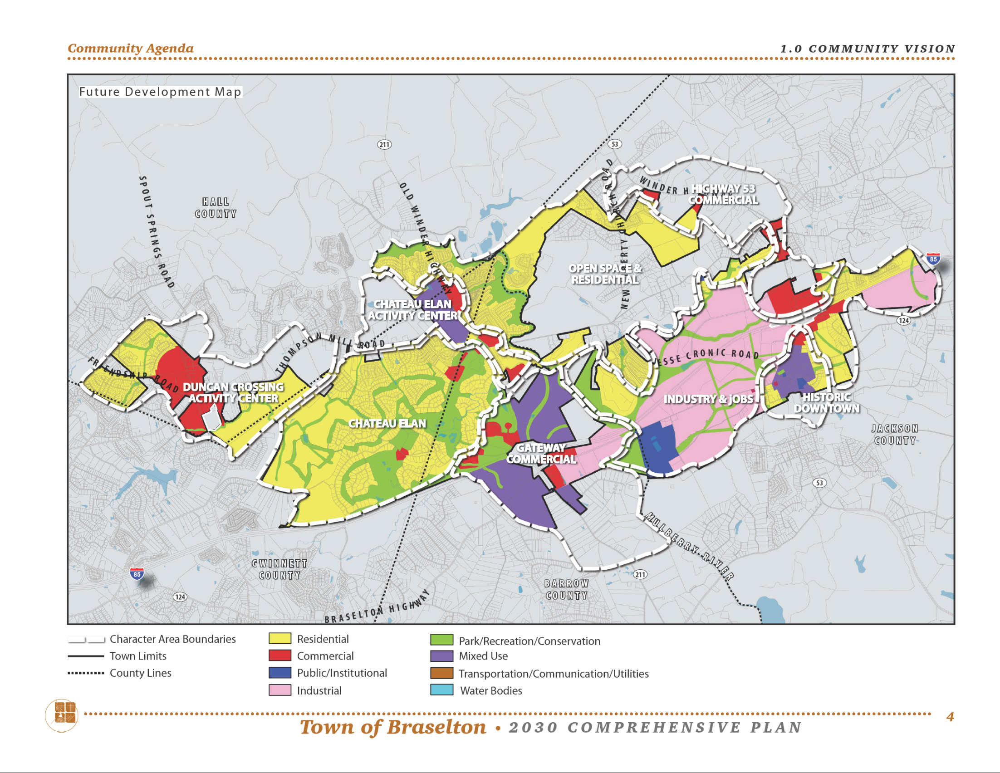 Community Agenda
1.0 COMMUNITY VISION
Future Development Map
211
53
SPOUT SPRINGS ROAD
HALL
COUNTY
OLD WINDER HIGHWAY
WINDER H
HIGHWAY 53
COMMERCIAL
85
OPEN SPACE &
RESIDENTIAL
CHATEAU ELAN
ACTIVITY CENTER
124
THOMPSON MILL ROAD
FRIENDSHIP ROAD
JESSE CRONIC ROAD
DUNCAN CROSSING
ACTIVITY CENTER
INDUSTRY & jOBS
HISTORIC
DOWNTOWN
CHATEAU ELAN
JACKSON
COUNTY
GATEWAY
COMMERCIAL
53
MULBERRY RIVER
GWINNETT
COUNTY
85
211
BARROW
COUNTY
124
BRASELTON HIGHWAY
Character Area Boundaries
Town Limits
County Lines
Residential
Commercial
Public/Institutional
Industrial
Park/Recreation/Conservation
Mixed Use
Transportation/Communication/Utilities
Water Bodies
4
Town of Braselton • 2030 COMPREHENSIVE PLAN